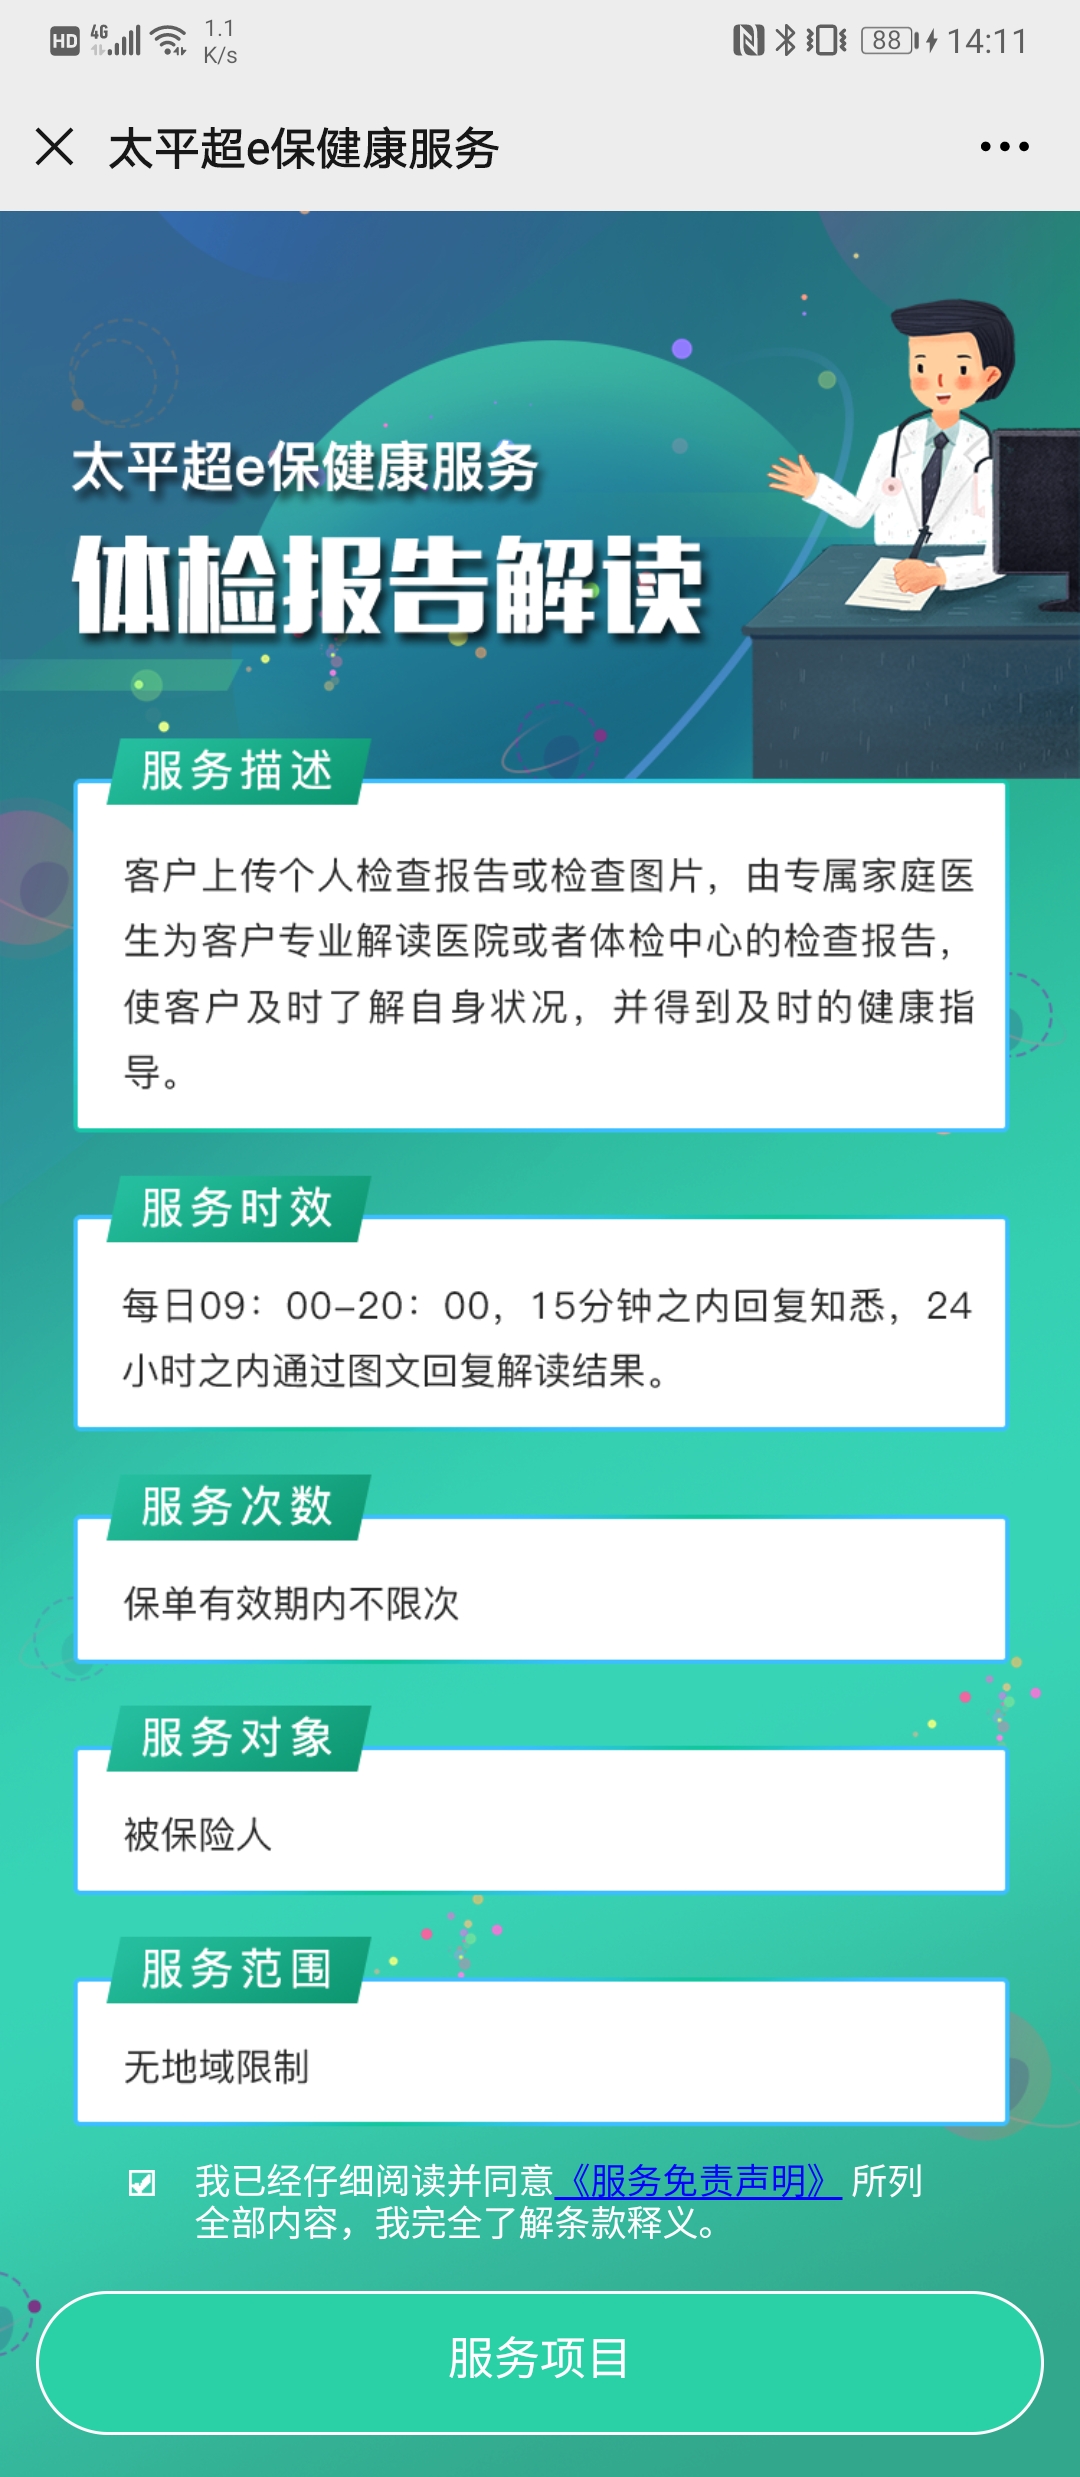 HD 4G 1.1 K/s 88 14:11
太平超e保健康服务
太平超e保健康服务
体检报告解读
服务描述
客户上传个人检查报告或检查图片，由专属家庭医
生为客户专业解读医院或者体检中心的检查报告，
使客户及时了解自身状况，并得到及时的健康指
导。
服务时效
每日09：00-20：00，15分钟之内回复知悉，24
小时之内通过图文回复解读结果。
服务次数
保单有效期内不限次
服务对象
被保险人
服务范围
无地域限制
我已经仔细阅读并同意《服务免责声明》 所列
全部内容，我完全了解条款释义。
服务项目